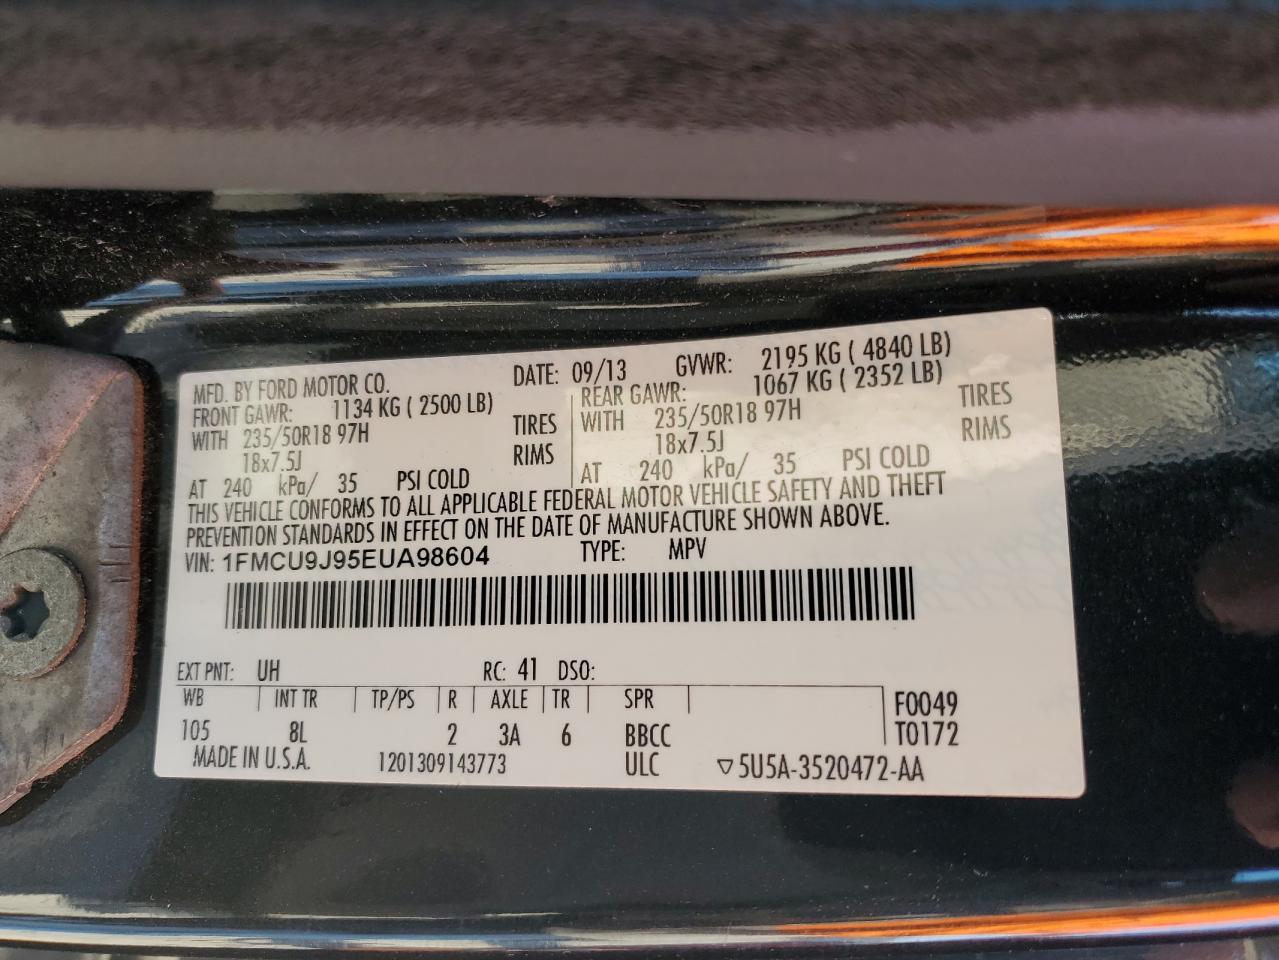 MFD. BY FORD MOTOR CO. DATE: 09/13 GVWR: 2195 KG ( 4840 LB)
FRONT GAWR: 1134 KG ( 2500 LB) REAR GAWR: 1067 KG ( 2352 LB)
WITH 235/50R18 97H TIRES 235/50R18 97H TIRES
18x7.5J RIMS 18x7.5J RIMS
AT 240 kPa/ 35 PSI COLD AT 240 kPa/ 35 PSI COLD
THIS VEHICLE CONFORMS TO ALL APPLICABLE FEDERAL MOTOR VEHICLE SAFETY AND THEFT
PREVENTION STANDARDS IN EFFECT ON THE DATE OF MANUFACTURE SHOWN ABOVE.
VIN: 1FMCU9J95EUA98604 TYPE: MPV
EXT PNT: UH RC: 41 DSO:
WB INT TR TP/PS R AXLE TR SPR F0049
105 8L 2 3A 6 BBCC T0172
MADE IN U.S.A. 1201309143773 ULC ▽5U5A-3520472-AA